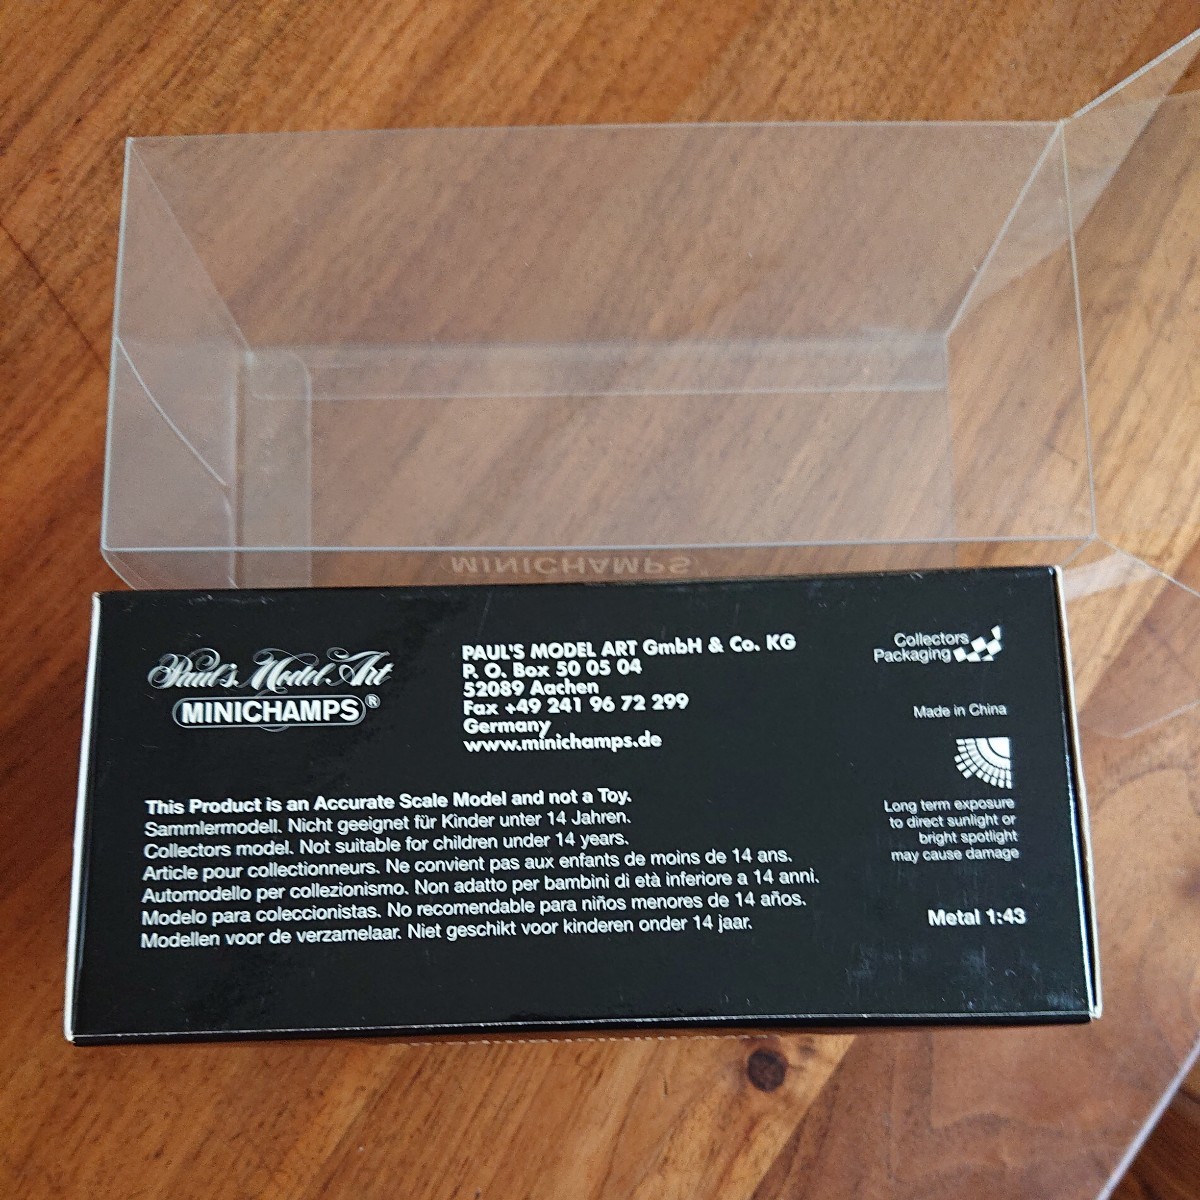 MINICHAMPS
Paul's Model Art
MINICHAMPS®
PAUL'S MODEL ART GmbH & Co. KG
P. O. Box 50 05 04
52089 Aachen
Fax +49 241 96 72 299
Germany
www.minichamps.de
Collectors
Packaging
Made in China
Long term exposure
to direct sunlight or
bright spotlight
may cause damage
Metal 1:43
This Product is an Accurate Scale Model and not a Toy.
Sammlermodell. Nicht geeignet für Kinder unter 14 Jahren.
Collectors model. Not suitable for children under 14 years.
Article pour collectionneurs. Ne convient pas aux enfants de moins de 14 ans.
Automodello per collezionismo. Non adatto per bambini di età inferiore a 14 anni.
Modelo para coleccionistas. No recomendable para niños menores de 14 años.
Modellen voor de verzamelaar. Niet geschikt voor kinderen onder 14 jaar.